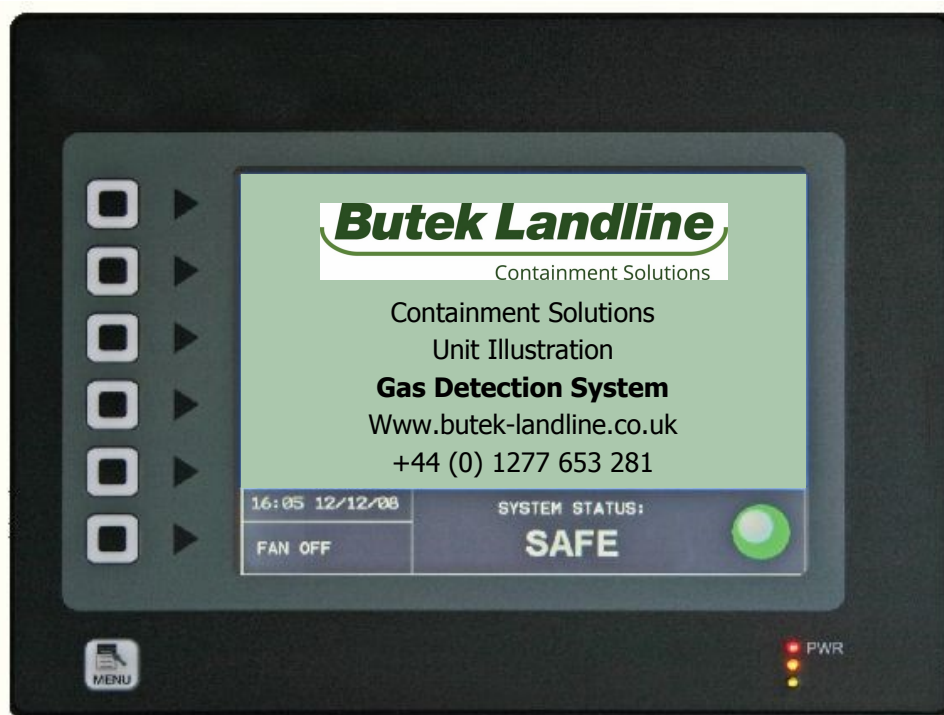 Butek Landline
Containment Solutions
Containment Solutions
Unit Illustration
Gas Detection System
Www.butek-landline.co.uk
+44 (0) 1277 653 281
16:05 12/12/08
SYSTEM STATUS:
FAN OFF
SAFE
MENU
PWR